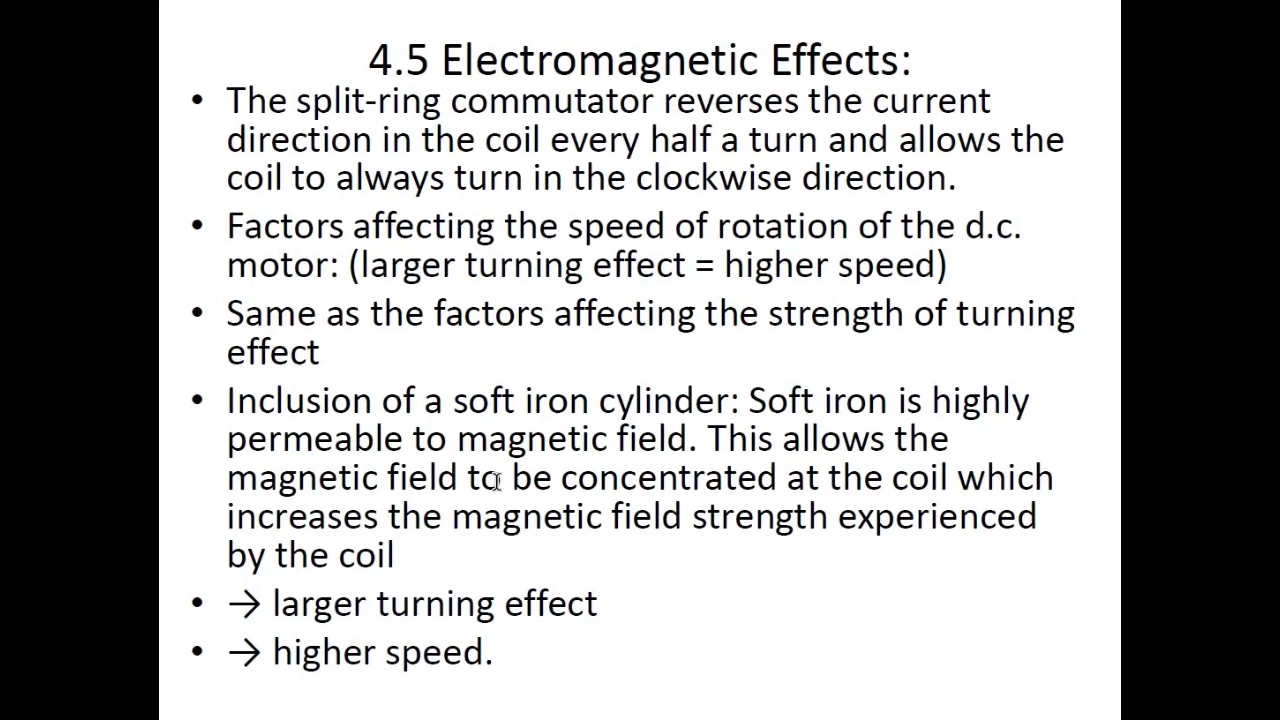 4.5 Electromagnetic Effects:
• The split-ring commutator reverses the current
direction in the coil every half a turn and allows the
coil to always turn in the clockwise direction.
• Factors affecting the speed of rotation of the d.c.
motor: (larger turning effect = higher speed)
• Same as the factors affecting the strength of turning
effect
• Inclusion of a soft iron cylinder: Soft iron is highly
permeable to magnetic field. This allows the
magnetic field to be concentrated at the coil which
increases the magnetic field strength experienced
by the coil
• → larger turning effect
• → higher speed.